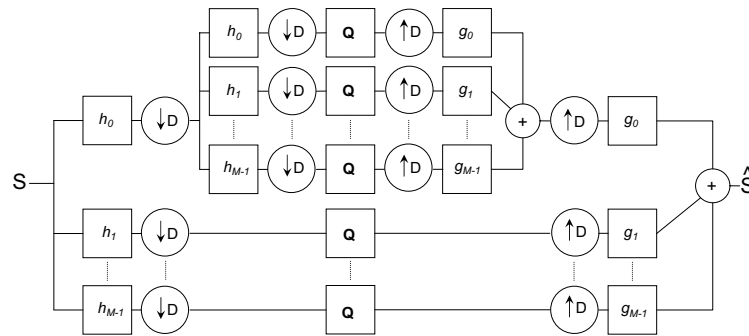 h0 ↓D Q ↑D g0
h1 ↓D Q ↑D g1
h0 ↓D + ↑D g0
hM-1 ↓D Q ↑D gM-1
S + Ŝ
h1 ↓D Q ↑D g1
hM-1 ↓D Q ↑D gM-1